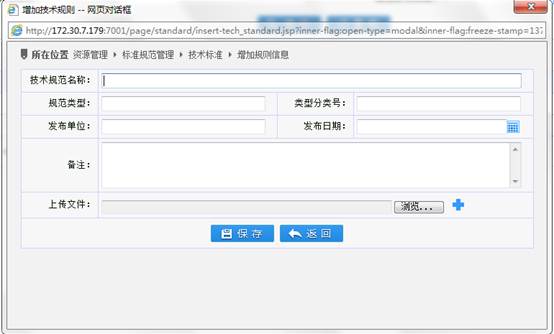 增加技术规则 -- 网页对话框
http://172.30.7.179:7001/page/standard/insert-tech_standard.jsp?inner-flag:open-type=modal&inner-flag:freeze-stamp=137
所在位置 资源管理 标准规范管理 技术标准 增加规则信息
技术规范名称:
规范类型: 类型分类号:
发布单位: 发布日期:
备注:
上传文件: 浏览...
保存 返回